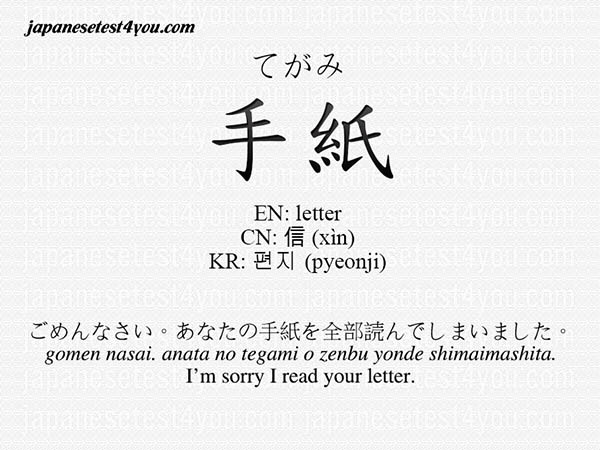 japanesetest4you.com
てがみ
手紙
EN: letter
CN: 信 (xìn)
KR: 편지 (pyeonji)
ごめんなさい。あなたの手紙を全部読んでしまいました。
gomen nasai. anata no tegami o zenbu yonde shimaimashita.
I'm sorry I read your letter.